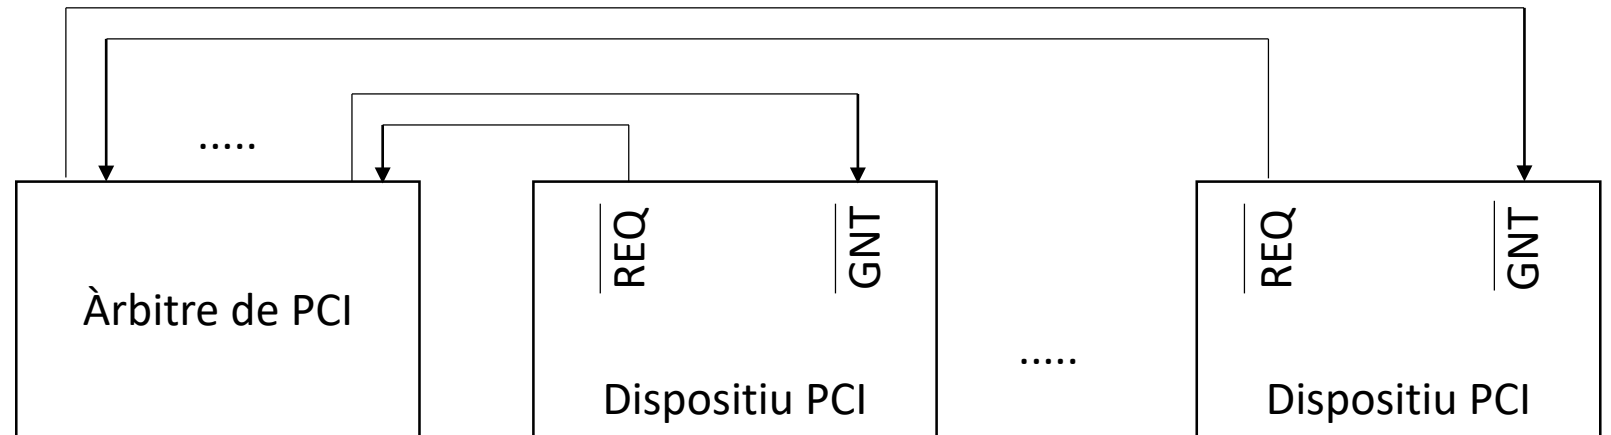 .....
REQ
GNT
REQ
GNT
Àrbitre de PCI
.....
Dispositiu PCI
Dispositiu PCI